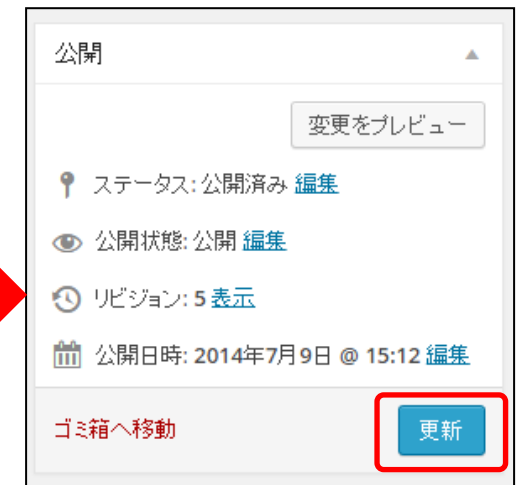 公開
変更をプレビュー
ステータス: 公開済み 編集
公開状態: 公開 編集
リビジョン: 5 表示
公開日時: 2014年7月9日 @ 15:12 編集
ゴミ箱へ移動 更新